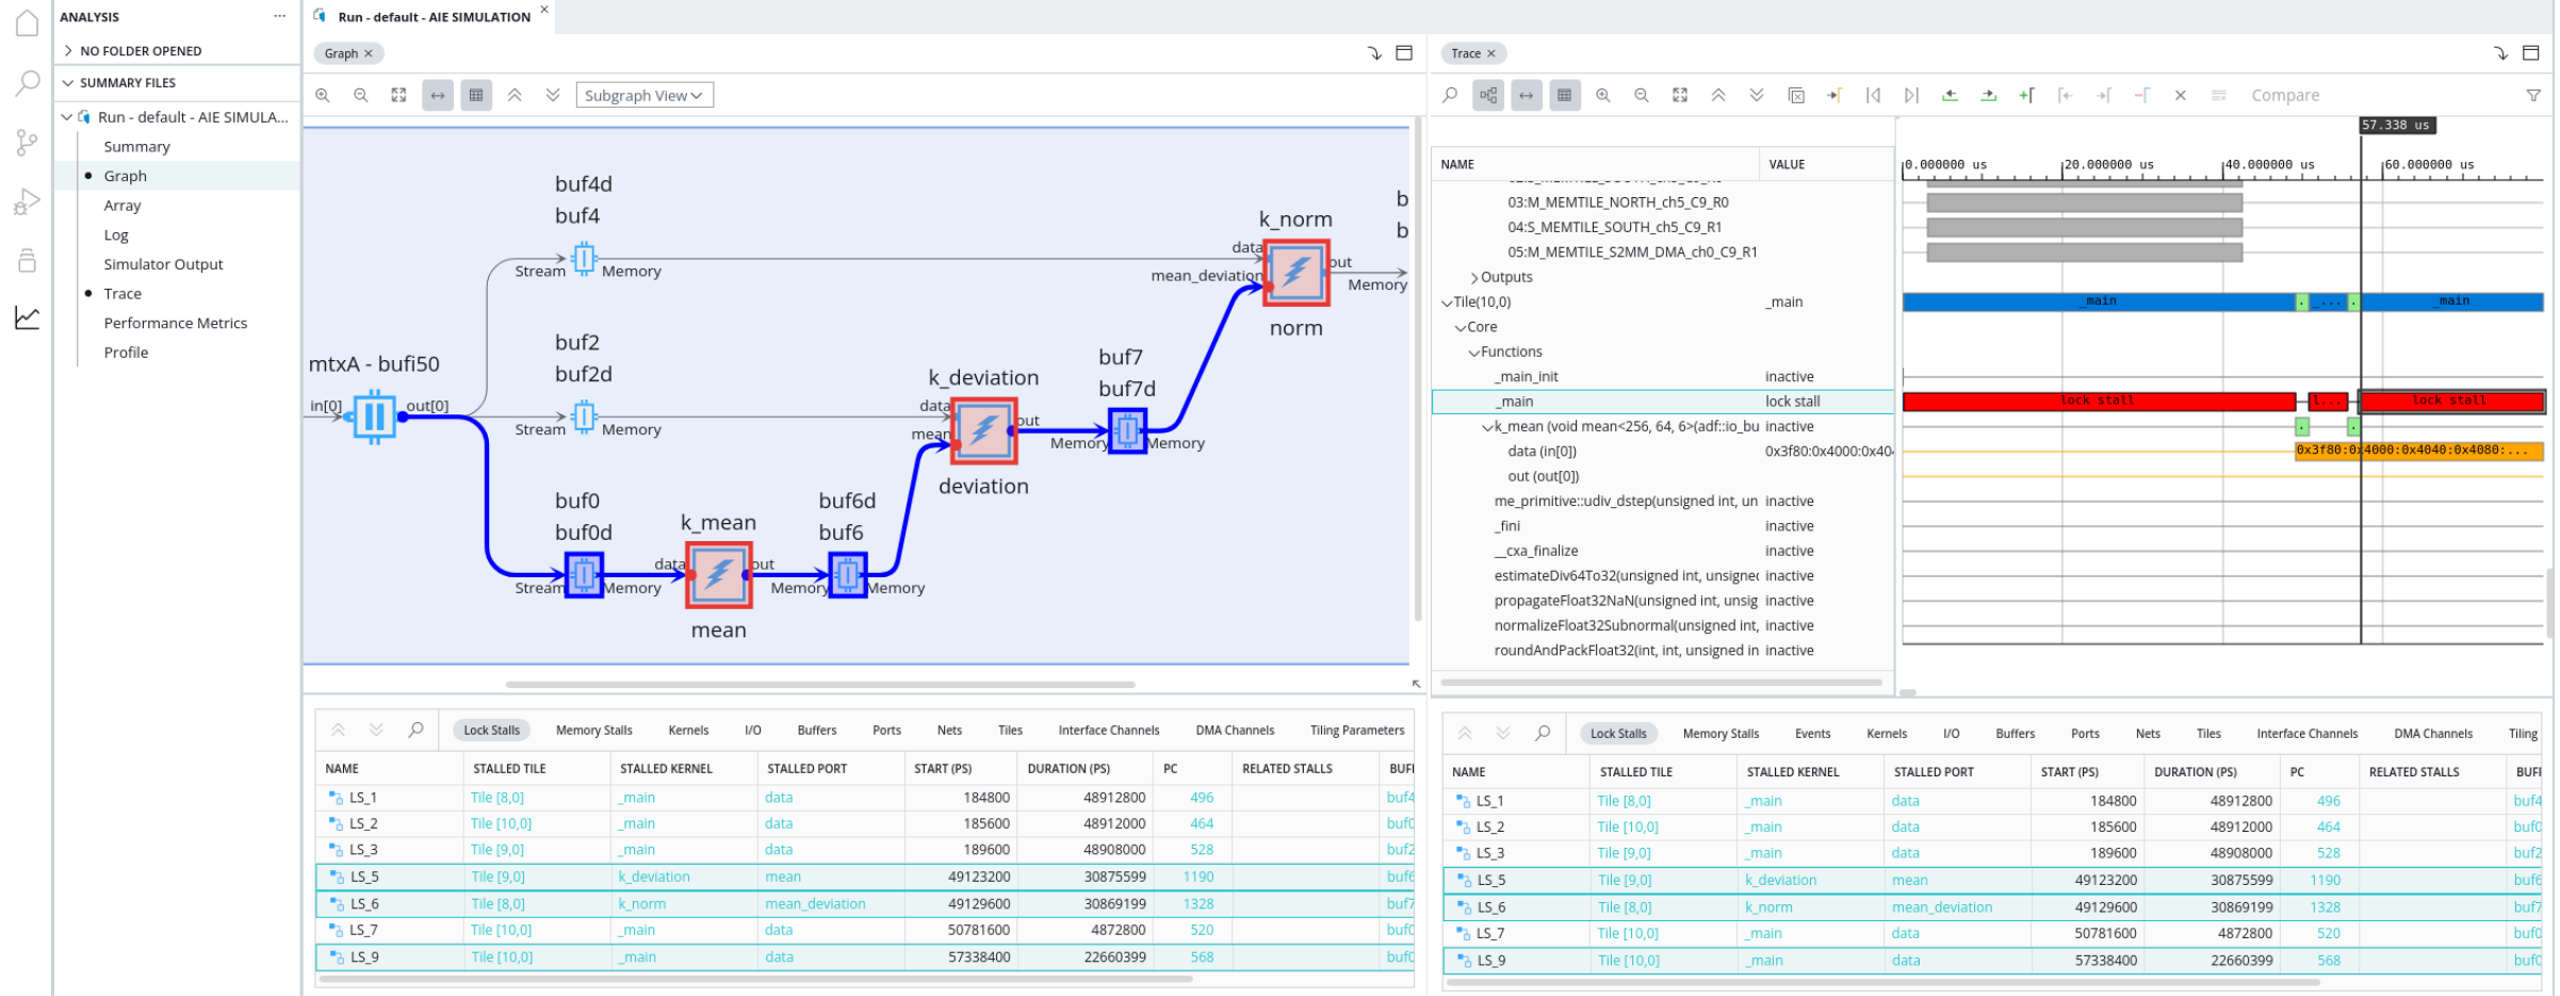 ANALYSIS ...
NO FOLDER OPENED
SUMMARY FILES
Run - default - AIE SIMULA...
Summary
Graph
Array
Log
Simulator Output
Trace
Performance Metrics
Profile
Run - default - AIE SIMULATION
Graph
Subgraph View
buf4d
buf4
Stream
Memory
k_norm
data
mean_deviation
out
Memory
norm
b
b
mtxA - bufi50
in[0]
out[0]
buf2
buf2d
Stream
Memory
k_deviation
data
mean
out
deviation
buf7
buf7d
Memory
Memory
buf0
buf0d
Stream
Memory
k_mean
data
out
mean
buf6d
buf6
Memory
Memory
Lock Stalls Memory Stalls Kernels I/O Buffers Ports Nets Tiles Interface Channels DMA Channels Tiling Parameters
NAME STALLED TILE STALLED KERNEL STALLED PORT START (PS) DURATION (PS) PC RELATED STALLS BUF
LS_1 Tile [8,0] _main data 184800 48912800 496 buf4
LS_2 Tile [10,0] _main data 185600 48912000 464 buf0
LS_3 Tile [9,0] _main data 189600 48908000 528 buf2
LS_5 Tile [9,0] k_deviation mean 49123200 30875599 1190 buf6
LS_6 Tile [8,0] k_norm mean_deviation 49129600 30869199 1328 buf7
LS_7 Tile [10,0] _main data 50781600 4872800 520 buf0
LS_9 Tile [10,0] _main data 57338400 22660399 568 buf0
Trace
Compare
57.338 us
NAME VALUE
0.000000 us 20.000000 us 40.000000 us 60.000000 us
03:M_MEMTILE_NORTH_ch5_C9_R0
04:S_MEMTILE_SOUTH_ch5_C9_R1
05:M_MEMTILE_S2MM_DMA_ch0_C9_R1
Outputs
Tile(10,0) _main _main . _... . _main
Core
Functions
_main_init inactive
_main lock stall lock stall l... lock stall
k_mean (void mean<256, 64, 6>(adf::io_bu inactive . .
data (in[0]) 0x3f80:0x4000:0x404 0x3f80:0x4000:0x4040:0x4080:...
out (out[0])
me_primitive::udiv_dstep(unsigned int, un inactive
_fini inactive
__cxa_finalize inactive
estimateDiv64To32(unsigned int, unsigned inactive
propagateFloat32NaN(unsigned int, unsig inactive
normalizeFloat32Subnormal(unsigned int, inactive
roundAndPackFloat32(int, int, unsigned in inactive
Lock Stalls Memory Stalls Events Kernels I/O Buffers Ports Nets Tiles Interface Channels DMA Channels Tiling
NAME STALLED TILE STALLED KERNEL STALLED PORT START (PS) DURATION (PS) PC RELATED STALLS BUF
LS_1 Tile [8,0] _main data 184800 48912800 496 buf4
LS_2 Tile [10,0] _main data 185600 48912000 464 buf0
LS_3 Tile [9,0] _main data 189600 48908000 528 buf2
LS_5 Tile [9,0] k_deviation mean 49123200 30875599 1190 buf6
LS_6 Tile [8,0] k_norm mean_deviation 49129600 30869199 1328 buf7
LS_7 Tile [10,0] _main data 50781600 4872800 520 buf0
LS_9 Tile [10,0] _main data 57338400 22660399 568 buf0